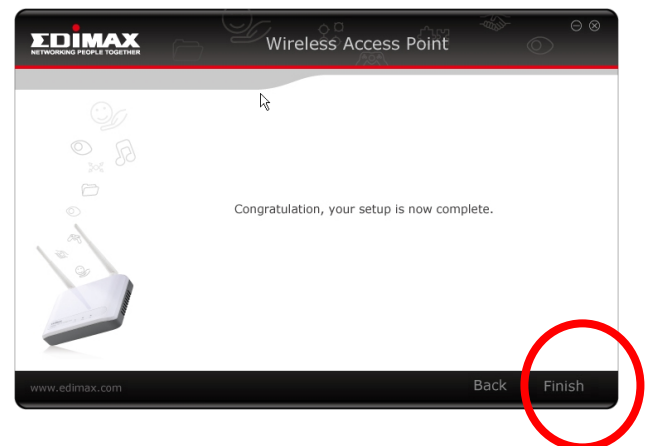 EDIMAX
NETWORKING PEOPLE TOGETHER
Wireless Access Point
Congratulation, your setup is now complete.
www.edimax.com
Back
Finish